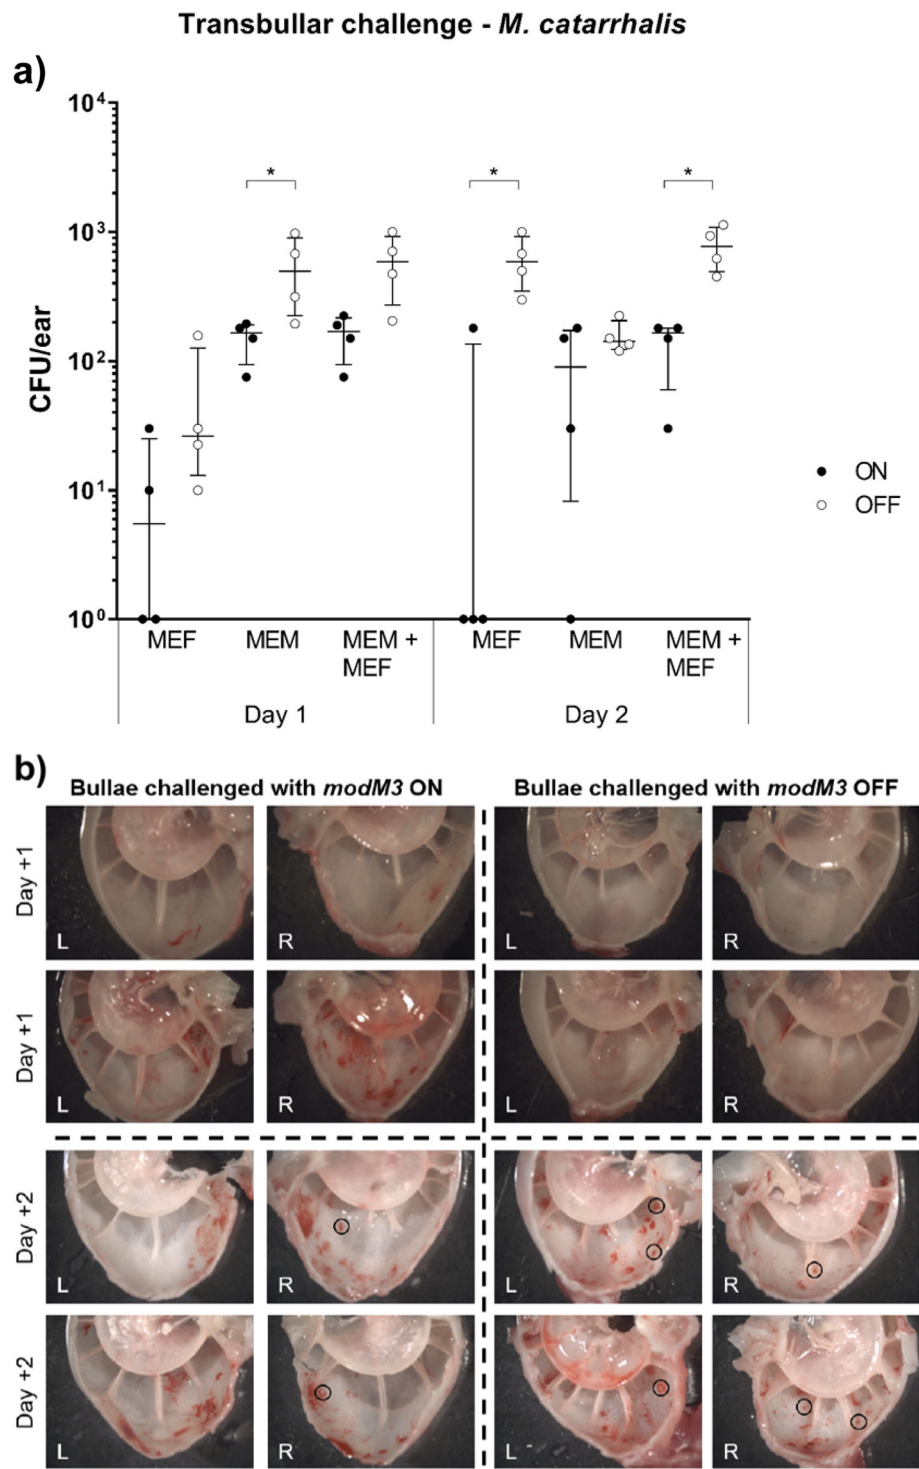 Transbullar challenge - M. catarrhalis
a)
10⁴
10³
10²
10¹
10⁰
CFU/ear
*
*
*
ON
OFF
MEF
MEM
MEM +
MEF
MEF
MEM
MEM +
MEF
Day 1
Day 2
b)
Bullae challenged with modM3 ON
Bullae challenged with modM3 OFF
Day +1
L
R
L
R
Day +1
L
R
L
R
Day +2
L
R
L
R
Day +2
L
R
L
R